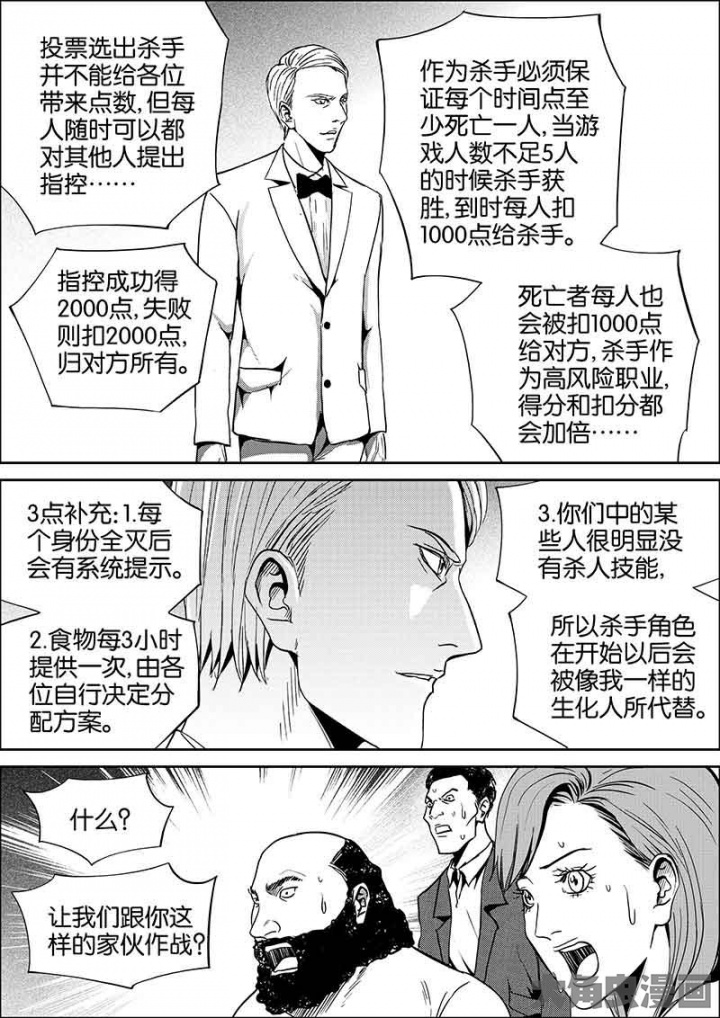 投票选出杀手
并不能给各位
带来点数,但每
人随时可以都
对其他人提出
指控……
指控成功得
2000点,失败
则扣2000点,
归对方所有。
作为杀手必须保
证每个时间点至
少死亡一人,当游
戏人数不足5人
的时候杀手获
胜,到时每人扣
1000点给杀手。
死亡者每人也
会被扣1000点
给对方,杀手作
为高风险职业,
得分和扣分都
会加倍……
3点补充:1.每
个身份全灭后
会有系统提示。
2.食物每3小时
提供一次,由各
位自行决定分
配方案。
3.你们中的某
些人很明显没
有杀人技能,
所以杀手角色
在开始以后会
被像我一样的
生化人所代替。
什么?
让我们跟你这
样的家伙作战?
角虫漫画